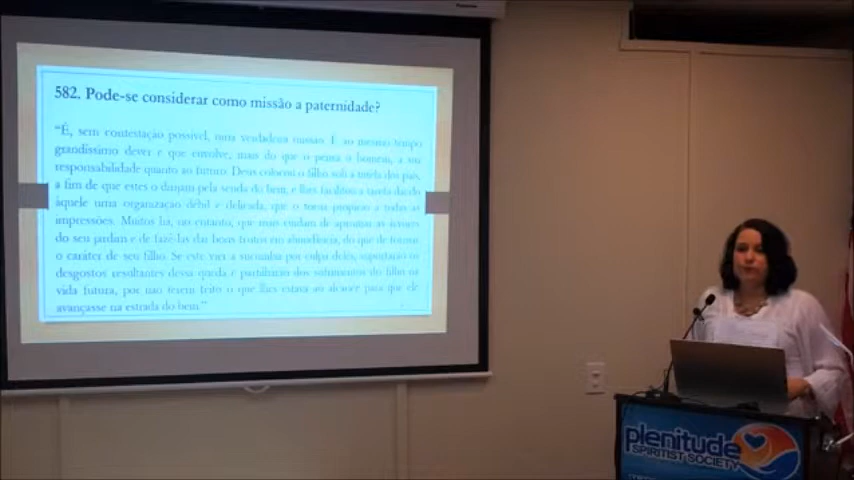 582. Pode-se considerar como missão a paternidade?
“É, sem contestação possível, uma verdadeira missão. É ao mesmo tempo
grandíssimo dever e que envolve, mais do que o pensa o homem, a sua
responsabilidade quanto ao futuro. Deus colocou o filho sob a tutela dos pais,
a fim de que estes o dirijam pela senda do bem, e lhes facilitou a tarefa dando
àquele uma organização débil e delicada, que o torna propício a todas as
impressões. Muitos há, no entanto, que mais cuidam de aprumar as árvores
do seu jardim e de fazê-las dar bons frutos em abundância, do que de formar
o caráter de seu filho. Se este vier a sucumbir por culpa deles, suportarão os
desgostos resultantes dessa queda e partilharão dos sofrimentos do filho na
vida futura, por não terem feito o que lhes estava ao alcance para que ele
avançasse na estrada do bem.”
plenitude
SPIRITIST SOCIETY